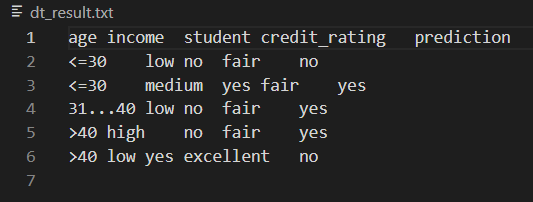 dt_result.txt
1 age income student credit_rating prediction
2 <=30 low no fair no
3 <=30 medium yes fair yes
4 31...40 low no fair yes
5 >40 high no fair yes
6 >40 low yes excellent no
7